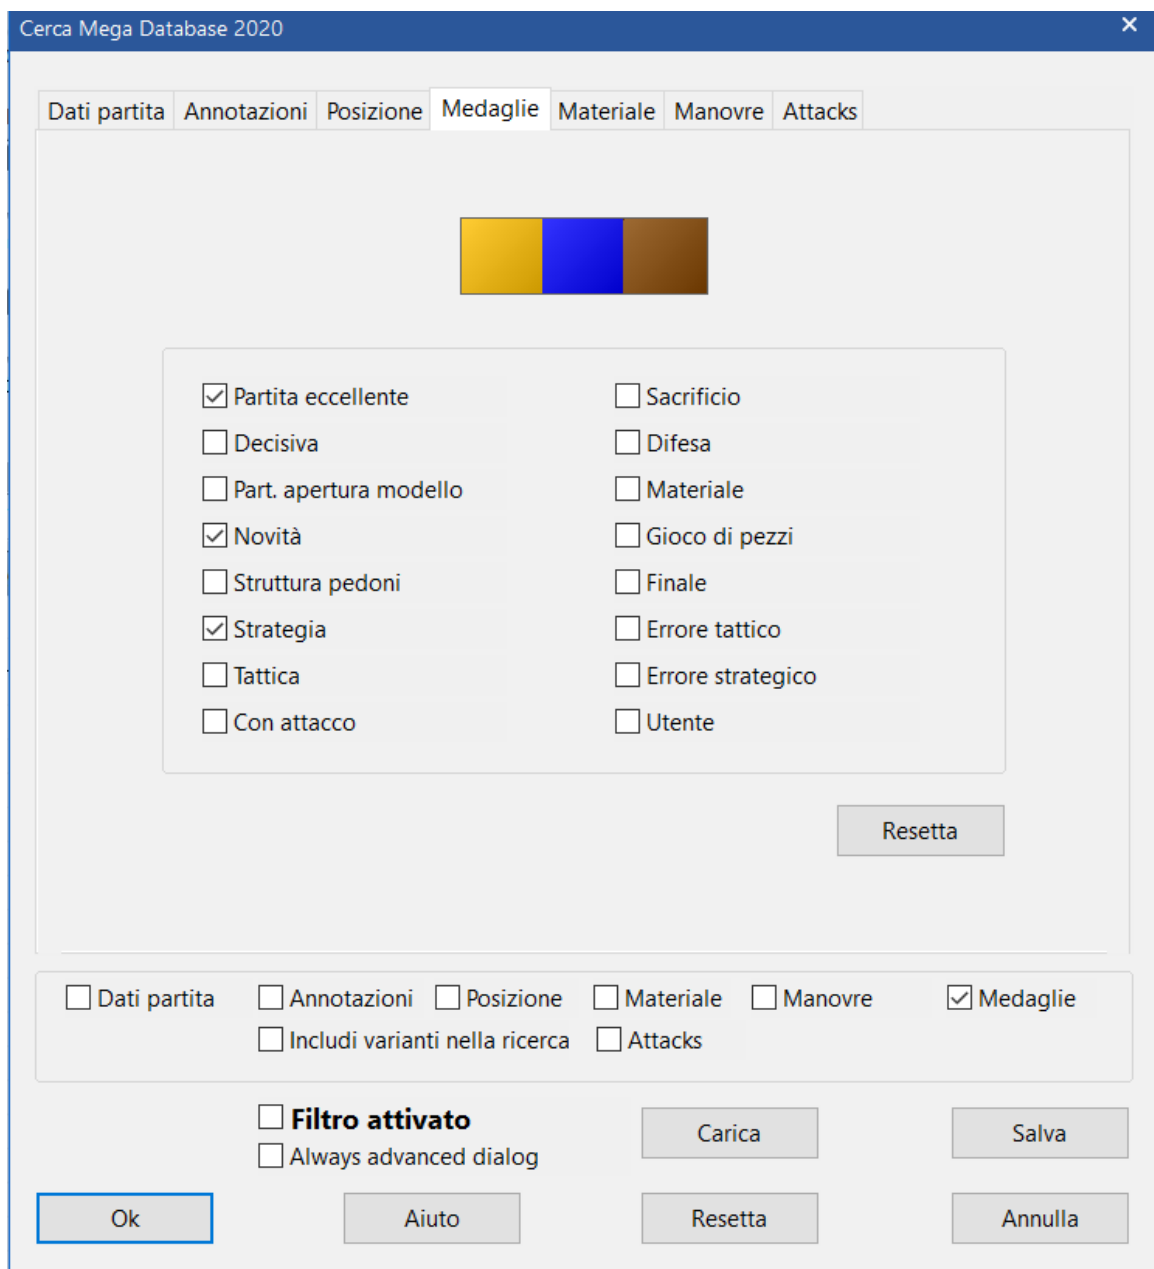 Cerca Mega Database 2020
Dati partita Annotazioni Posizione Medaglie Materiale Manovre Attacks
Partita eccellente Sacrificio
Decisiva Difesa
Part. apertura modello Materiale
Novità Gioco di pezzi
Struttura pedoni Finale
Strategia Errore tattico
Tattica Errore strategico
Con attacco Utente
Resetta
Dati partita Annotazioni Posizione Materiale Manovre Medaglie
Includi varianti nella ricerca Attacks
Filtro attivato Carica Salva
Always advanced dialog
Ok Aiuto Resetta Annulla